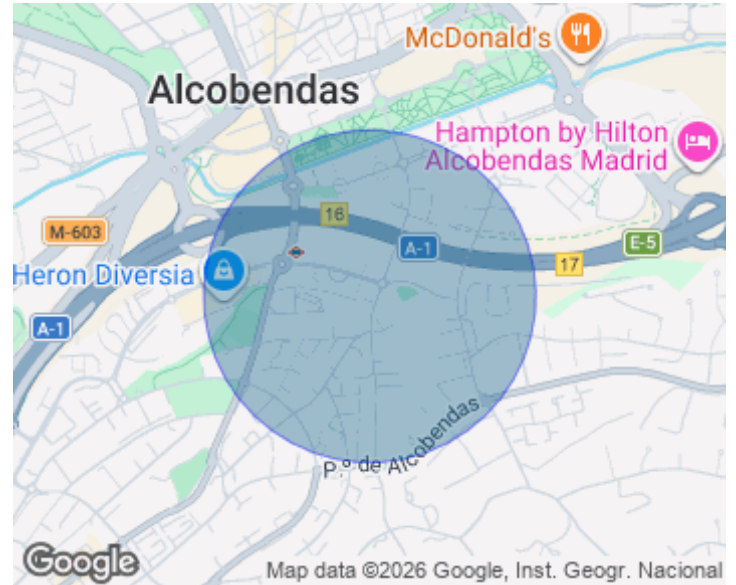 McDonald's
Alcobendas
Hampton by Hilton
Alcobendas Madrid
16
M-603
A-1
E-5
17
Heron Diversia
A-1
P.º de Alcobendas
Google
Map data ©2026 Google, Inst. Geogr. Nacional